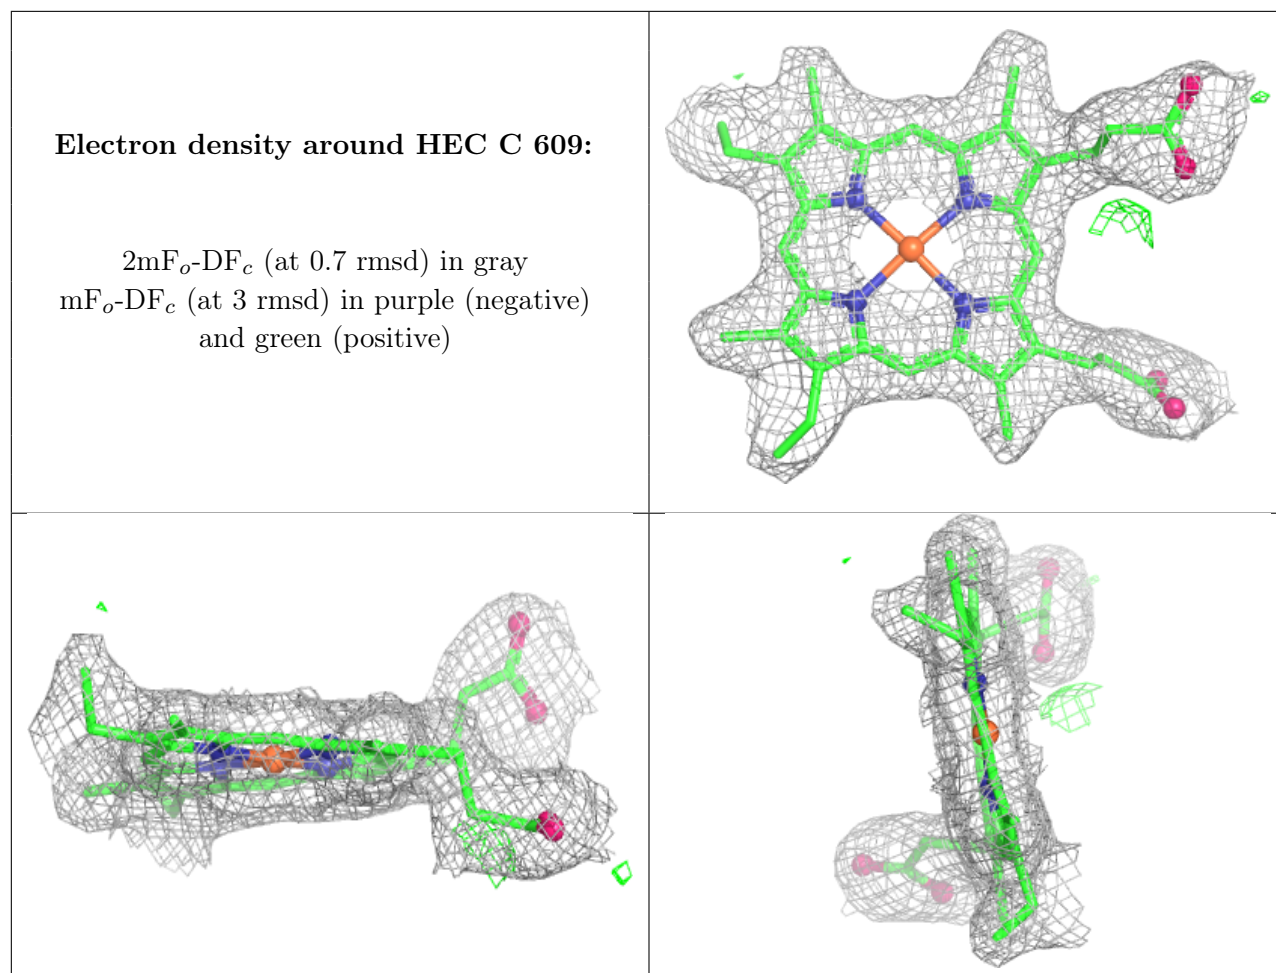 Electron density around HEC C 609:
2mFo-DFc (at 0.7 rmsd) in gray
mFo-DFc (at 3 rmsd) in purple (negative)
and green (positive)